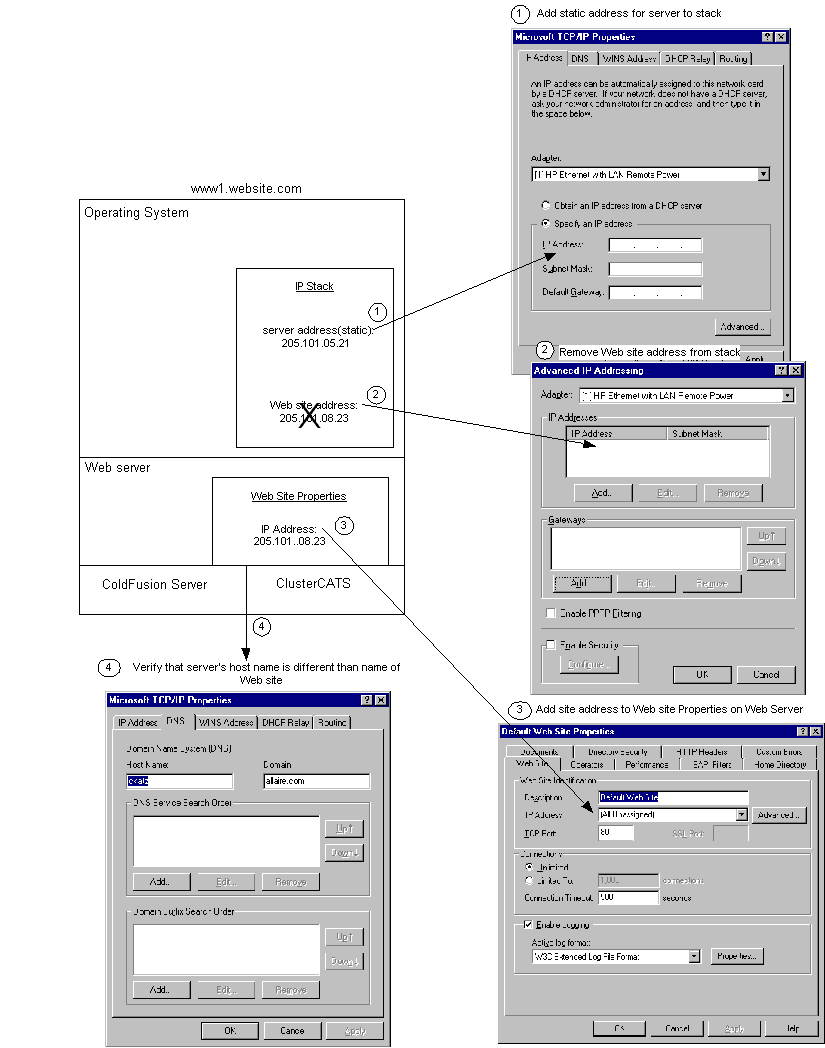 1 Add static address for server to stack
Microsoft TCP/IP Properties
IP Address DNS WINS Address DHCP Relay Routing
An IP address can be automatically assigned to this network card
by a DHCP server. If your network does not have a DHCP server,
ask your network administrator for an address, and then type it in
the space below.
Adapter:
[1] HP Ethernet with LAN Remote Power
Obtain an IP address from a DHCP server
Specify an IP address
IP Address:
Subnet Mask:
Default Gateway:
Advanced...
Apply
www1.website.com
Operating System
IP Stack
1
server address(static):
205.101.05.21
2
Web site address:
205.101.08.23
X
Web server
Web Site Properties
3
IP Address:
205.101..08.23
ColdFusion Server
ClusterCATS
4
2 Remove Web site address from stack
Advanced IP Addressing
Adapter: [1] HP Ethernet with LAN Remote Power
IP Addresses
IP Address Subnet Mask
Add... Edit... Remove
Gateways
Up↑
Down↓
Add... Edit... Remove
Enable PPTP Filtering
Enable Security
Configure...
OK Cancel
4 Verify that server's host name is different than name of
Web site
Microsoft TCP/IP Properties
IP Address DNS WINS Address DHCP Relay Routing
Domain Name System (DNS)
Host Name: Domain
allaire.com
DNS Service Search Order
Up↑
Down↓
Add... Edit... Remove
Domain Suffix Search Order
Up↑
Down↓
Add... Edit... Remove
OK Cancel Apply
3 Add site address to Web site Properties on Web Server
Default Web Site Properties
Documents Directory Security HTTP Headers Custom Errors
Web Site Operators Performance ISAPI Filters Home Directory
Web Site Identification
Description: Default Web Site
IP Address: (All Unassigned) Advanced...
TCP Port: 80 SSL Port:
Connections
Unlimited
Limited To: 1,000 connections
Connection Timeout: 900 seconds
Enable Logging
Active log format:
W3C Extended Log File Format Properties...
OK Cancel Apply Help